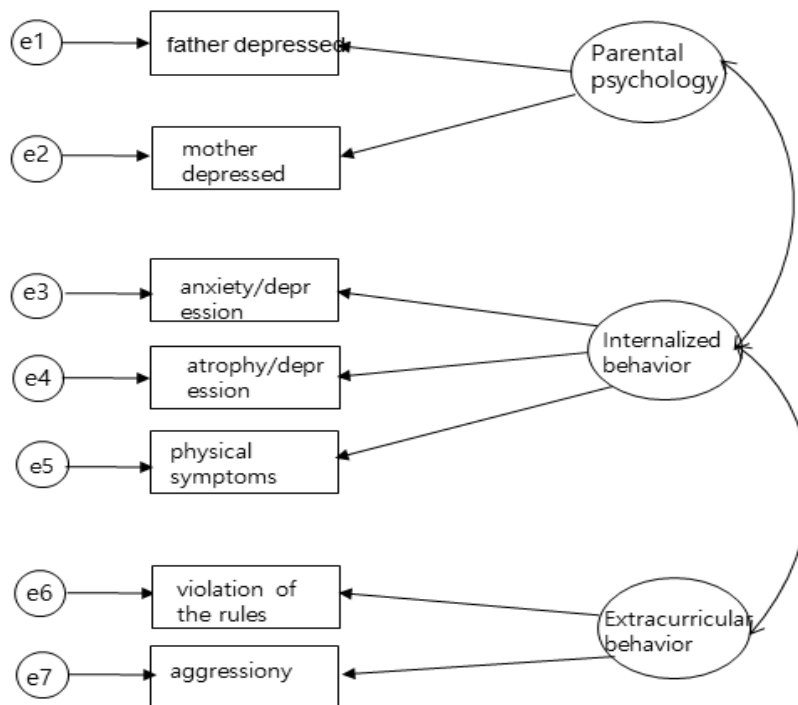 e1
father depressed
Parental
psychology
e2
mother
depressed
e3
anxiety/depr
ession
Internalized
behavior
e4
atrophy/depr
ession
e5
physical
symptoms
e6
violation of
the rules
Extracurricular
behavior
e7
aggressiony